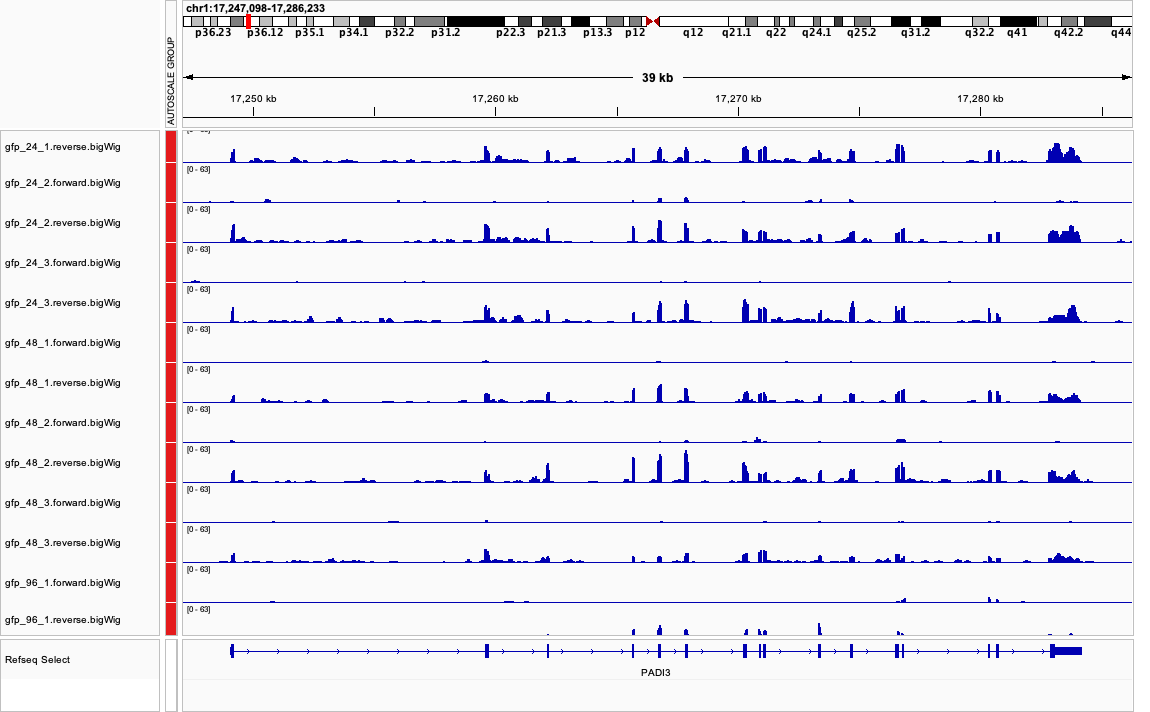 chr1:17,247,098-17,286,233
p36.23 p36.12 p35.1 p34.1 p32.2 p31.2 p22.3 p21.3 p13.3 p12 q12 q21.1 q22 q24.1 q25.2 q31.2 q32.2 q41 q42.2 q44
AUTOSCALE GROUP
39 kb
17,250 kb 17,260 kb 17,270 kb 17,280 kb
gfp_24_1.reverse.bigWig
[0 - 63]
gfp_24_2.forward.bigWig
[0 - 63]
gfp_24_2.reverse.bigWig
[0 - 63]
gfp_24_3.forward.bigWig
[0 - 63]
gfp_24_3.reverse.bigWig
[0 - 63]
gfp_48_1.forward.bigWig
[0 - 63]
gfp_48_1.reverse.bigWig
[0 - 63]
gfp_48_2.forward.bigWig
[0 - 63]
gfp_48_2.reverse.bigWig
[0 - 63]
gfp_48_3.forward.bigWig
[0 - 63]
gfp_48_3.reverse.bigWig
[0 - 63]
gfp_96_1.forward.bigWig
[0 - 63]
gfp_96_1.reverse.bigWig
Refseq Select
PADI3